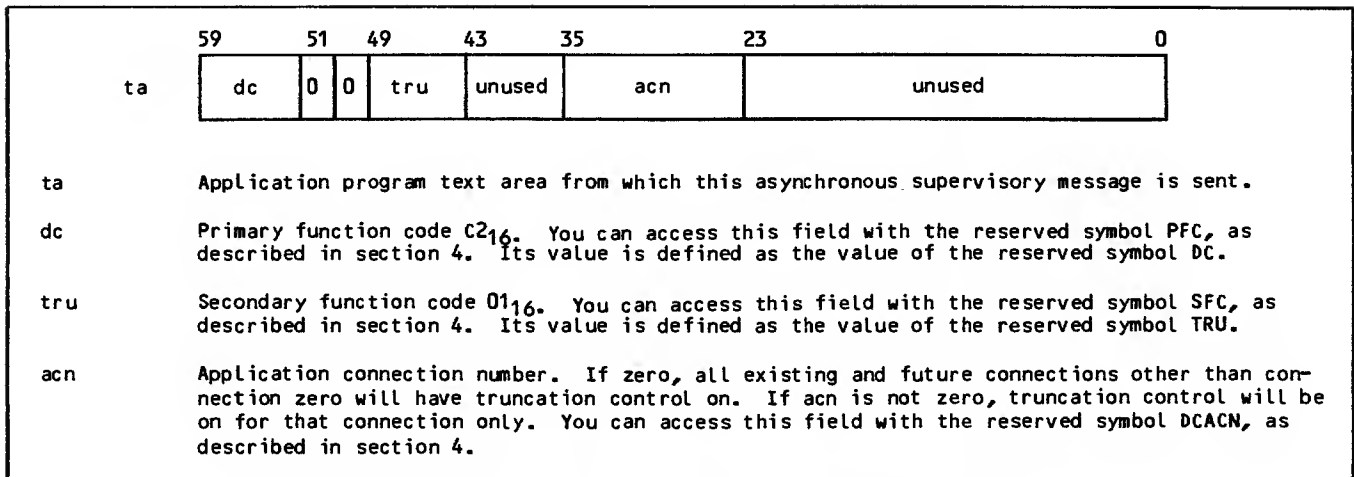 59 51 49 43 35 23 0
ta dc 0 0 tru unused acn unused
ta Application program text area from which this asynchronous supervisory message is sent.
dc Primary function code C2₁₆. You can access this field with the reserved symbol PFC, as
described in section 4. Its value is defined as the value of the reserved symbol DC.
tru Secondary function code 01₁₆. You can access this field with the reserved symbol SFC, as
described in section 4. Its value is defined as the value of the reserved symbol TRU.
acn Application connection number. If zero, all existing and future connections other than con-
nection zero will have truncation control on. If acn is not zero, truncation control will be
on for that connection only. You can access this field with the reserved symbol DCACN, as
described in section 4.